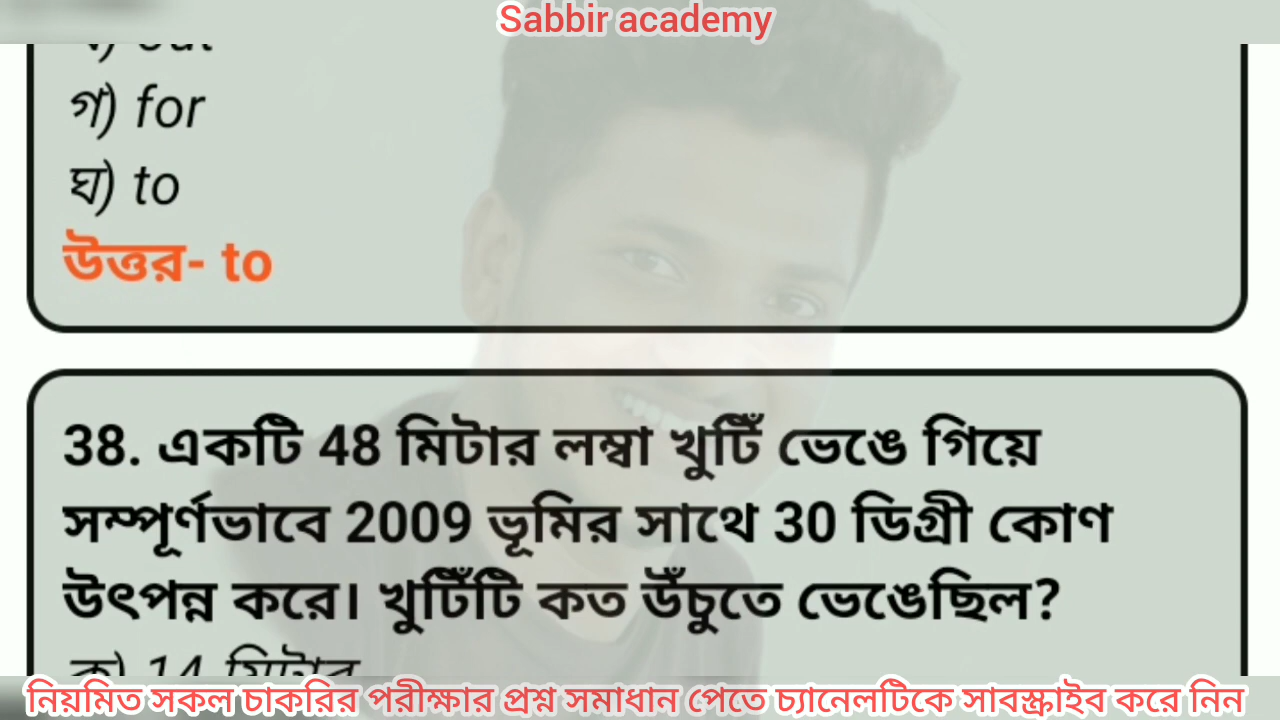 Sabbir academy
গ) for
ঘ) to
উত্তর- to
38. একটি 48 মিটার লম্বা খুটিঁ ভেঙে গিয়ে
সম্পূর্ণভাবে 2009 ভূমির সাথে 30 ডিগ্রী কোণ
উৎপন্ন করে। খুটিঁটি কত উঁচুতে ভেঙেছিল?
ক) 14 মিটার
নিয়মিত সকল চাকরির পরীক্ষার প্রশ্ন সমাধান পেতে চ্যানেলটিকে সাবস্ক্রাইব করে নিন